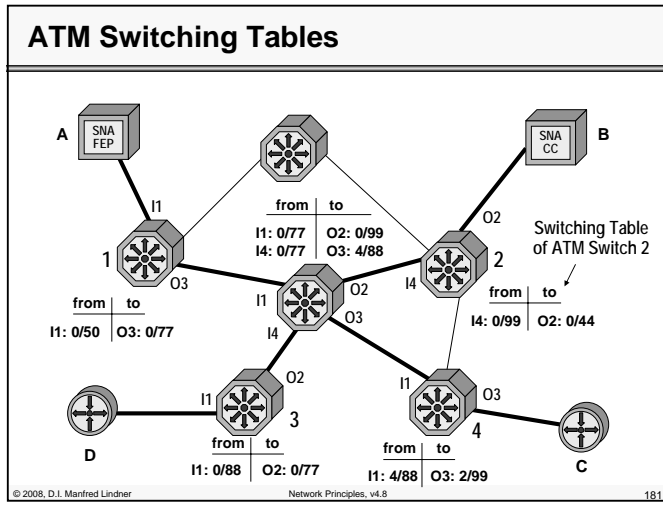 ATM Switching Tables
A
SNA
FEP
SNA
CC
B
I1
from to
I1: 0/77 O2: 0/99
I4: 0/77 O3: 4/88
O2
Switching Table
of ATM Switch 2
1
O3
I1
O2
I4
2
from to
I4: 0/99 O2: 0/44
from to
I1: 0/50 O3: 0/77
I4
O3
I1
O2
I1
O3
3
4
D
from to
I1: 0/88 O2: 0/77
from to
I1: 4/88 O3: 2/99
C
© 2008, D.I. Manfred Lindner
Network Principles, v4.8
181